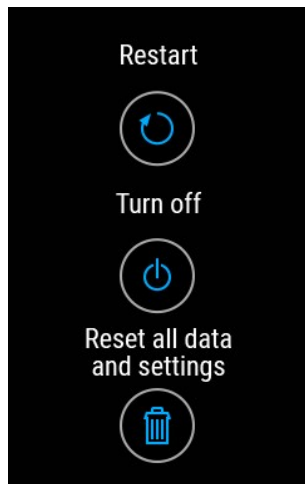 Restart
Turn off
Reset all data
and settings